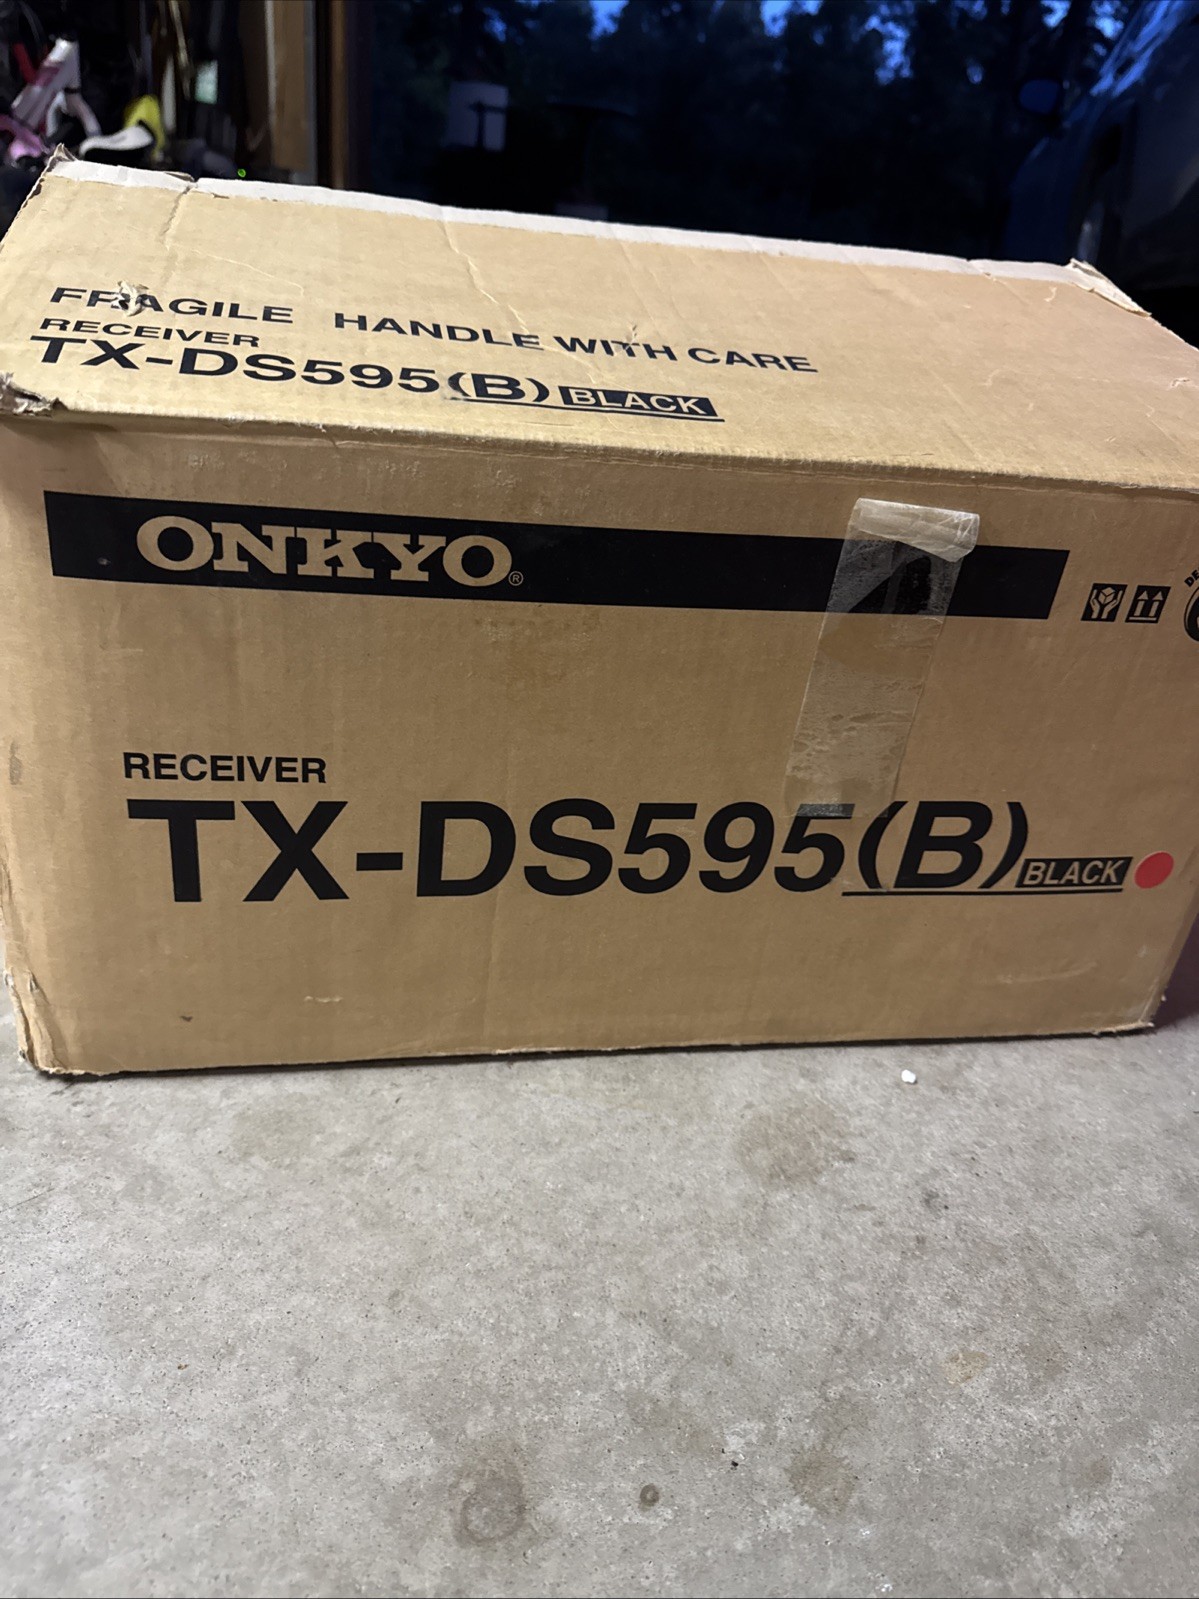 FRAGILE HANDLE WITH CARE
RECEIVER
TX-DS595(B) BLACK
ONKYO®
RECEIVER
TX-DS595(B) BLACK